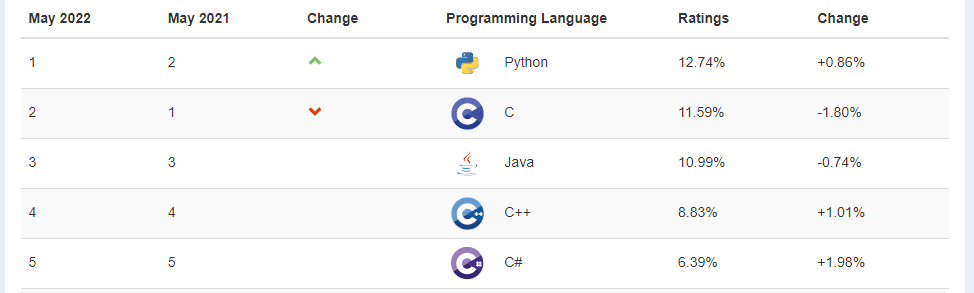 May 2022 May 2021 Change Programming Language Ratings Change
1 2 Python 12.74% +0.86%
2 1 C 11.59% -1.80%
3 3 Java 10.99% -0.74%
4 4 C++ 8.83% +1.01%
5 5 C# 6.39% +1.98%